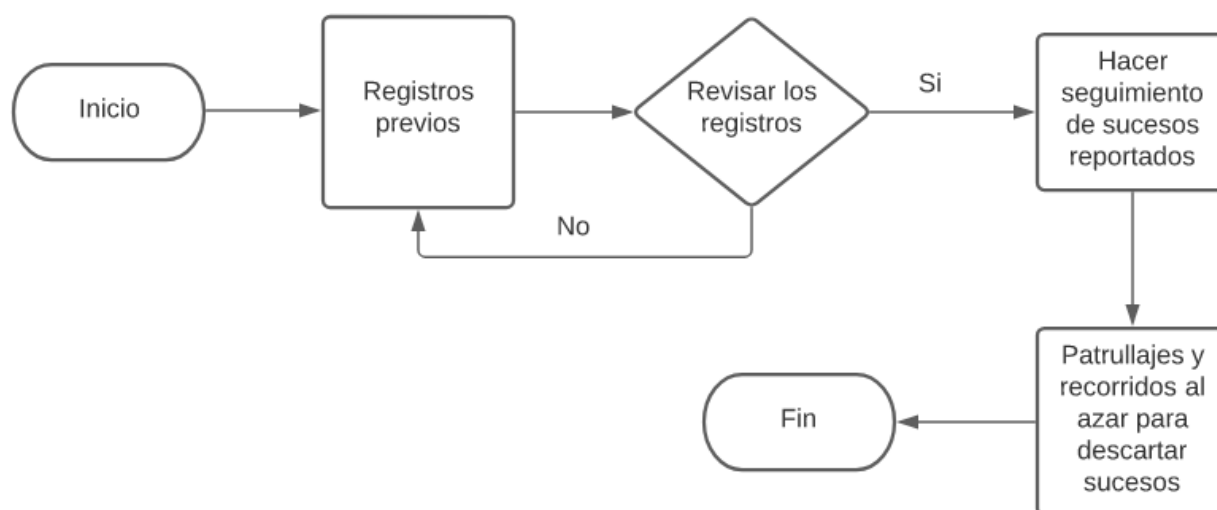 Inicio
Registros
previos
Revisar los
registros
Si
Hacer
seguimiento
de sucesos
reportados
No
Patrullajes y
recorridos al
azar para
descartar
sucesos
Fin